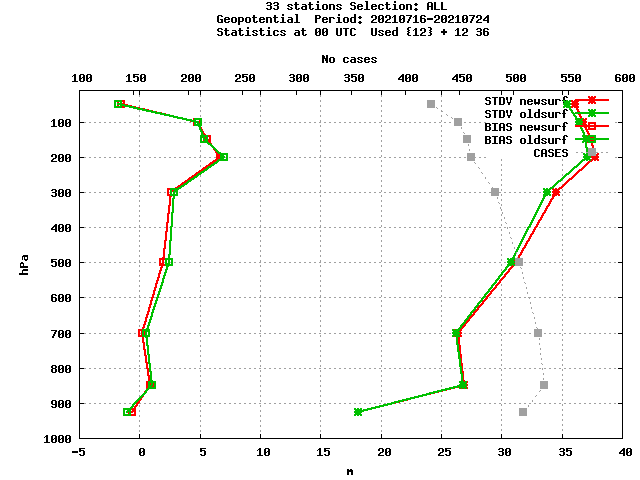 33 stations Selection: ALL
Geopotential  Period: 20210716-20210724
Statistics at 00 UTC  Used {12} + 12 36
No cases
100 150 200 250 300 350 400 450 500 550 600
STDV newsurf
100 STDV oldsurf
BIAS newsurf
BIAS oldsurf
200 CASES
300
400
hPa 500
600
700
800
900
1000
-5 0 5 10 15 20 25 30 35 40
m